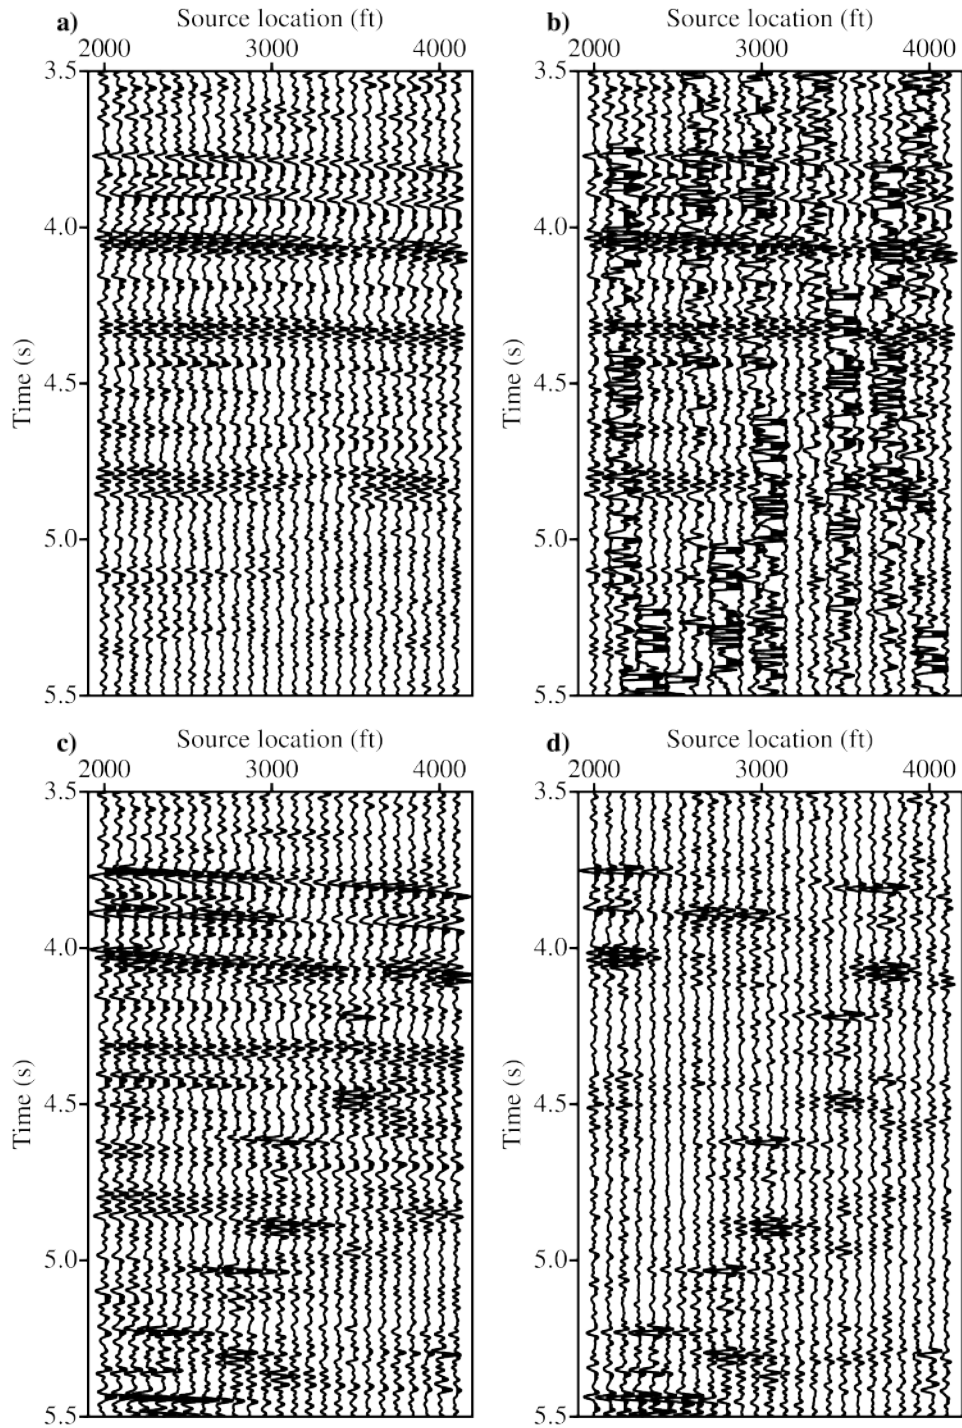 a) Source location (ft)
2000 3000 4000
3.5
4.0
4.5
5.0
5.5
Time (s)
b) Source location (ft)
2000 3000 4000
3.5
4.0
4.5
5.0
5.5
Time (s)
c) Source location (ft)
2000 3000 4000
3.5
4.0
4.5
5.0
5.5
Time (s)
d) Source location (ft)
2000 3000 4000
3.5
4.0
4.5
5.0
5.5
Time (s)